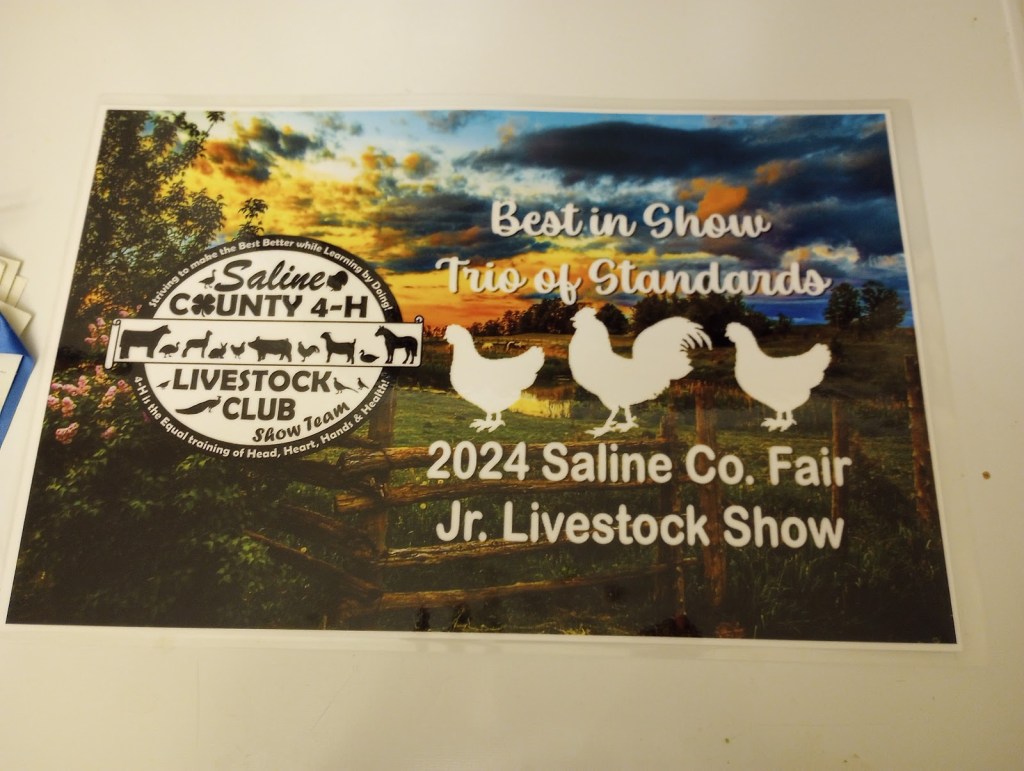 Striving to make the Best Better while Learning by Doing!
Saline
COUNTY 4-H
LIVESTOCK
CLUB
Show Team
4-H is the Equal training of Head, Heart, Hands & Health!
Best in Show
Trio of Standards
2024 Saline Co. Fair
Jr. Livestock Show